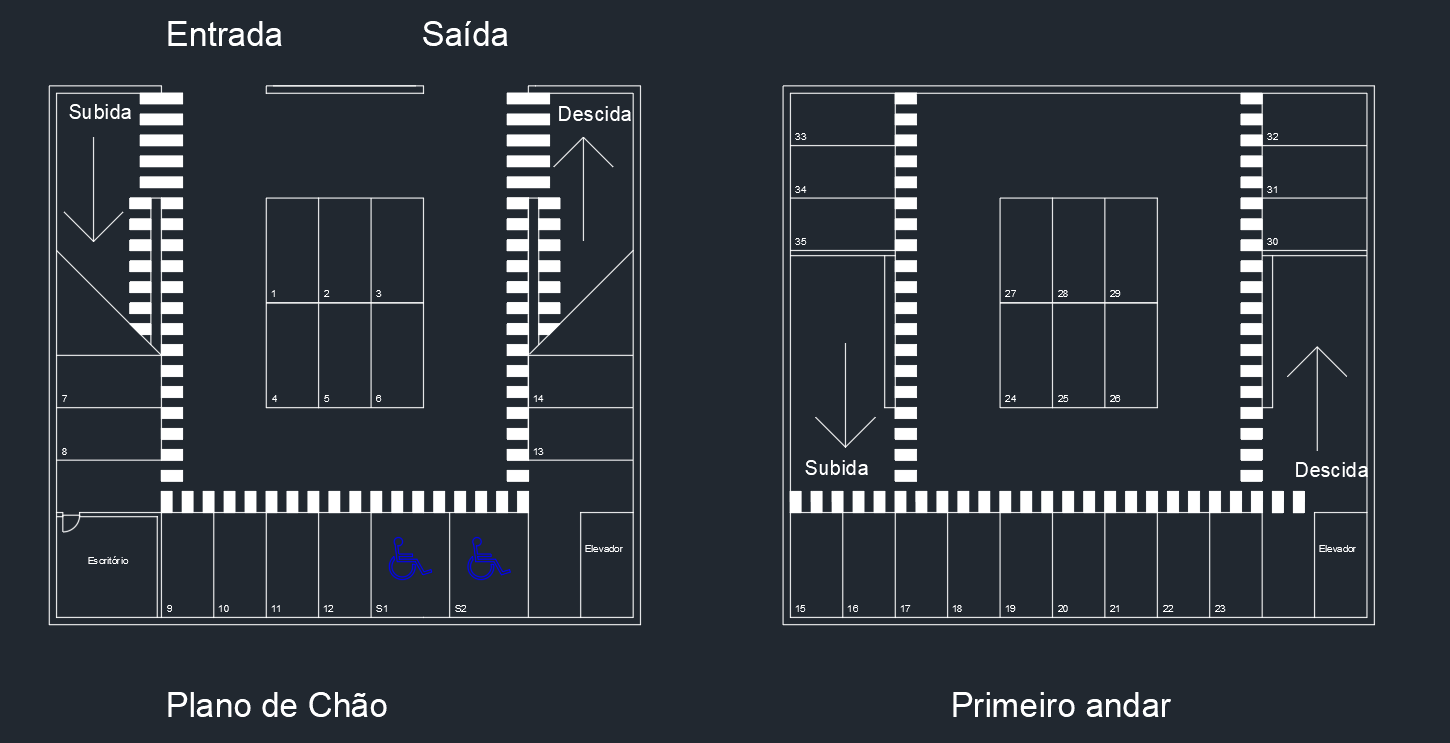 Entrada Saída
Subida Descida
1 2 3
4 5 6
7 14
8 13
Escritório Elevador
9 10 11 12 S1 S2
Plano de Chão
33 32
34 31
35 30
27 28 29
24 25 26
Subida Descida
Elevador
15 16 17 18 19 20 21 22 23
Primeiro andar